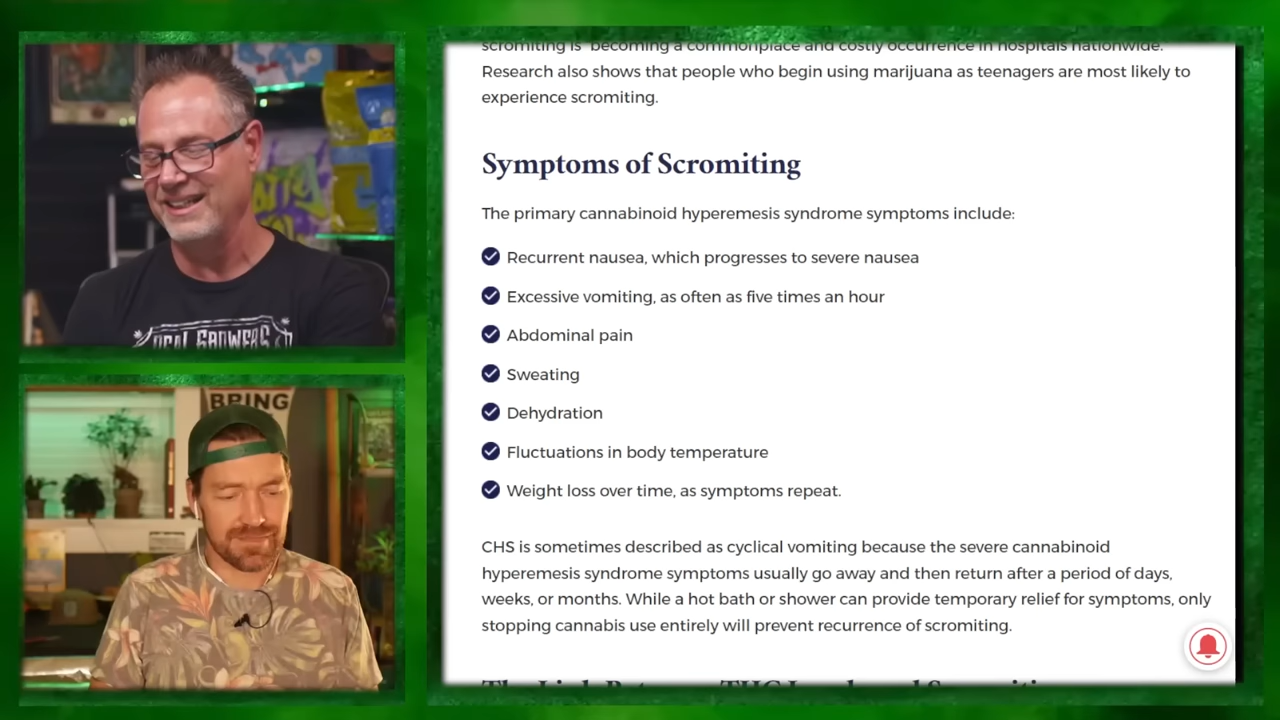 scromiting is "becoming a commonplace and costly occurrence in hospitals nationwide.
Research also shows that people who begin using marijuana as teenagers are most likely to
experience scromiting.
Symptoms of Scromiting
The primary cannabinoid hyperemesis syndrome symptoms include:
Recurrent nausea, which progresses to severe nausea
Excessive vomiting, as often as five times an hour
Abdominal pain
Sweating
Dehydration
Fluctuations in body temperature
Weight loss over time, as symptoms repeat.
CHS is sometimes described as cyclical vomiting because the severe cannabinoid
hyperemesis syndrome symptoms usually go away and then return after a period of days,
weeks, or months. While a hot bath or shower can provide temporary relief for symptoms, only
stopping cannabis use entirely will prevent recurrence of scromiting.
BRING